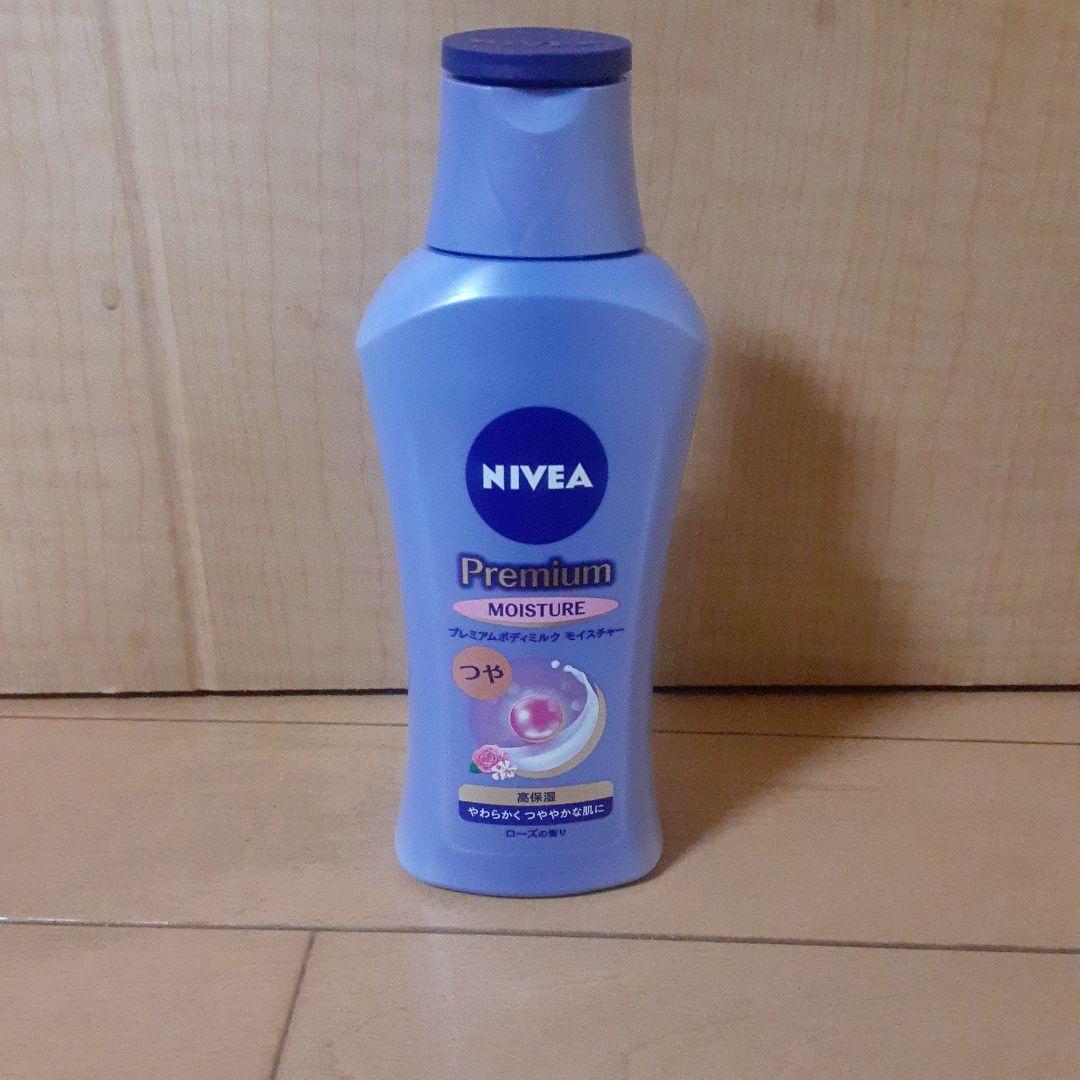 NIVEA
NIVEA
Premium
MOISTURE
プレミアムボディミルク モイスチャー
つや
高保湿
やわらかく つややかな肌に
ローズの香り